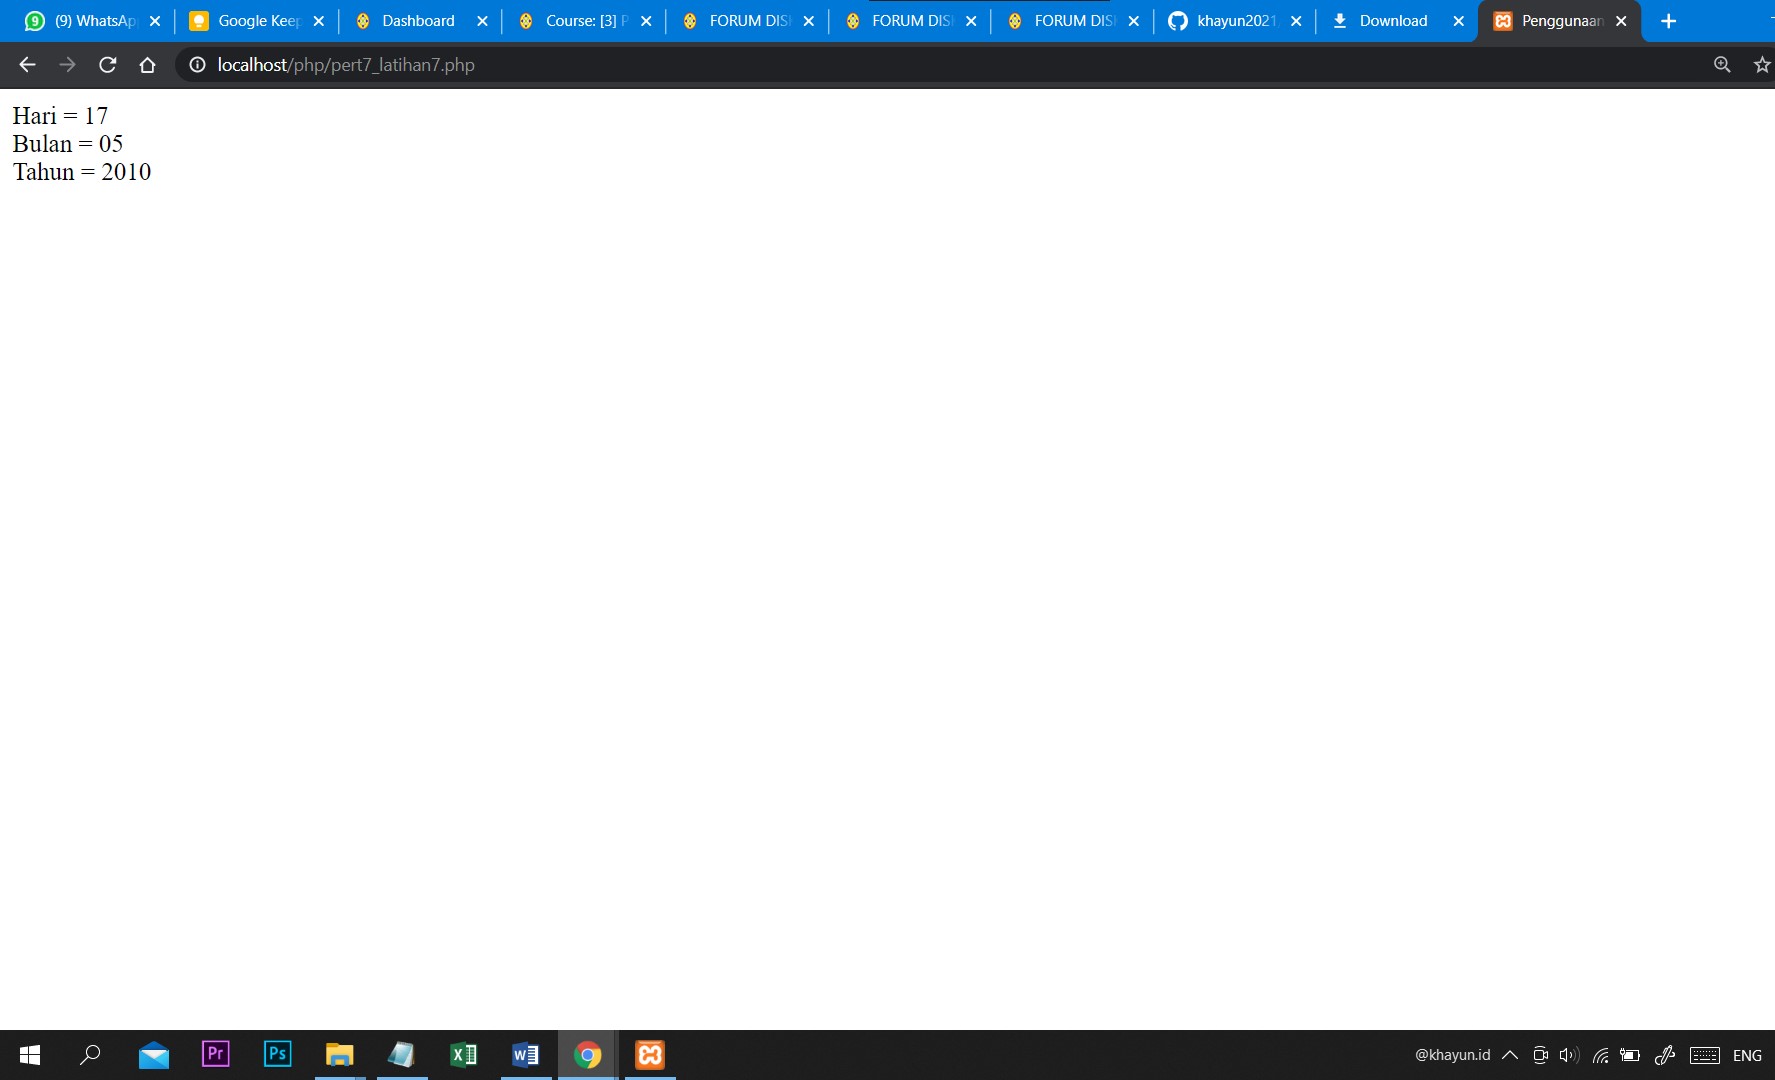 (9) WhatsAp
Google Keep
Dashboard
Course: [3] P
FORUM DIS
FORUM DIS
FORUM DIS
khayun2021
Download
Penggunaan
localhost/php/pert7_latihan7.php
Hari = 17
Bulan = 05
Tahun = 2010
Pr
Ps
@khayun.id
ENG